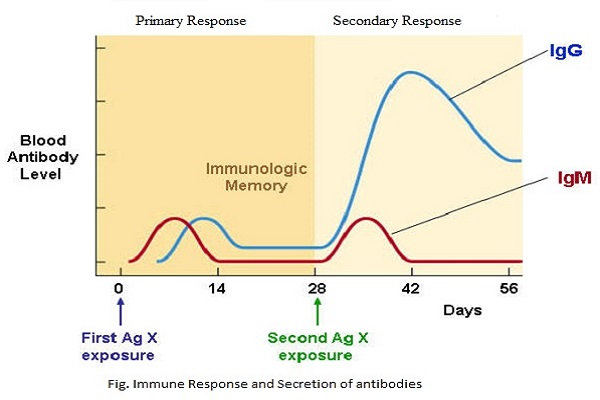 Primary Response
Secondary Response
IgG
Blood
Antibody
Level
Immunologic
Memory
IgM
0
14
28
42
56
Days
First Ag X
exposure
Second Ag X
exposure
Fig. Immune Response and Secretion of antibodies